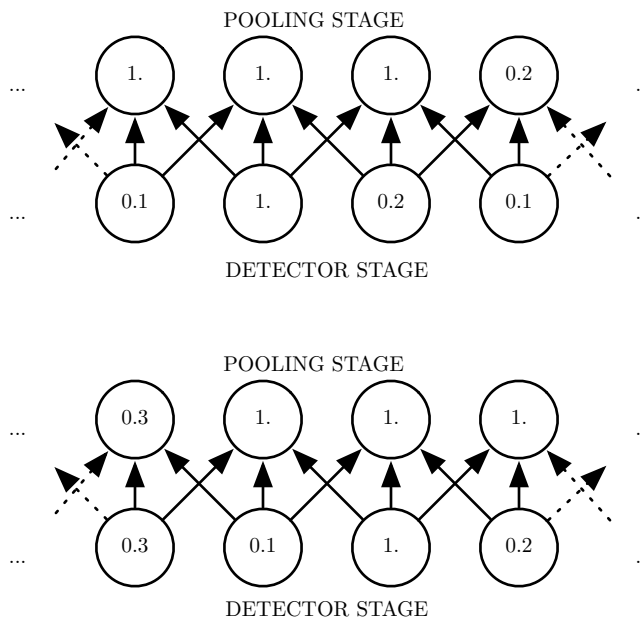 POOLING STAGE
... 1. 1. 1. 0.2 .
... 0.1 1. 0.2 0.1 .
DETECTOR STAGE
POOLING STAGE
... 0.3 1. 1. 1. .
... 0.3 0.1 1. 0.2 .
DETECTOR STAGE